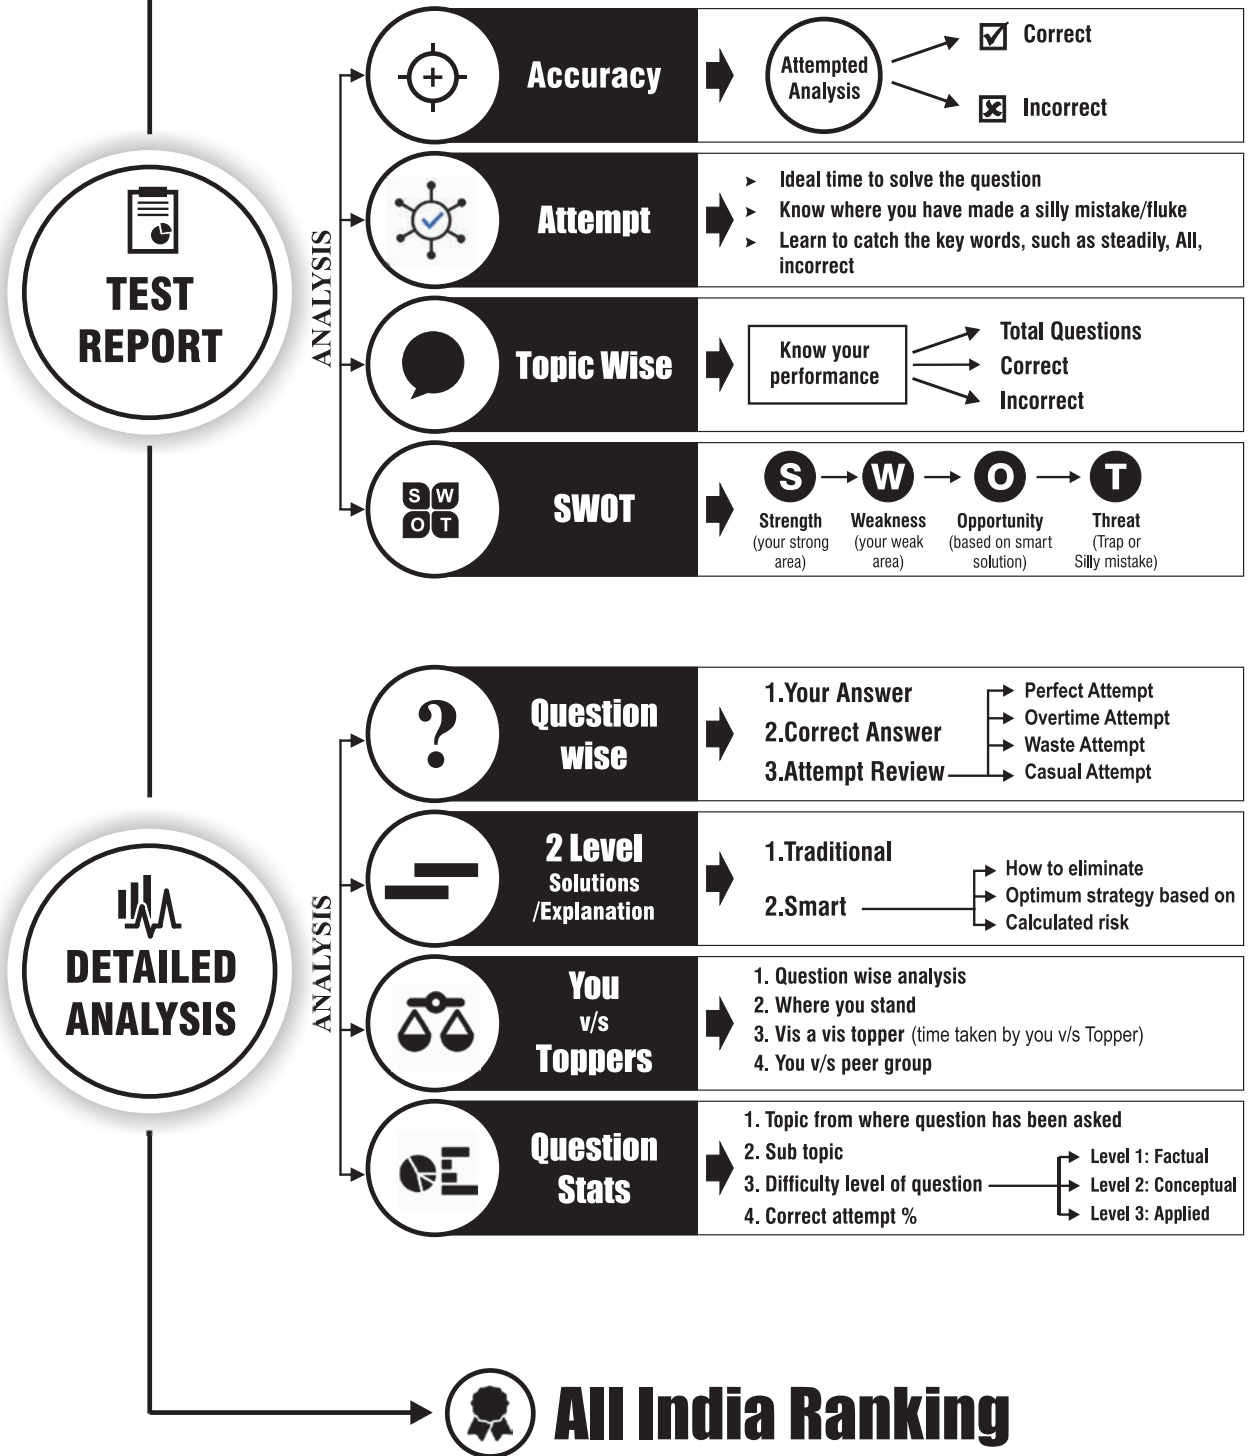 TEST
REPORT
ANALYSIS
Accuracy
Attempted
Analysis
Correct
Incorrect
Attempt
➤ Ideal time to solve the question
➤ Know where you have made a silly mistake/fluke
➤ Learn to catch the key words, such as steadily, All,
incorrect
Topic Wise
Know your
performance
Total Questions
Correct
Incorrect
S W
O T
SWOT
S W O T
Strength Weakness Opportunity Threat
(your strong (your weak (based on smart (Trap or
area) area) solution) Silly mistake)
DETAILED
ANALYSIS
ANALYSIS
?
Question
wise
1.Your Answer
2.Correct Answer
3.Attempt Review
Perfect Attempt
Overtime Attempt
Waste Attempt
Casual Attempt
2 Level
Solutions
/Explanation
1.Traditional
2.Smart
How to eliminate
Optimum strategy based on
Calculated risk
You
v/s
Toppers
1. Question wise analysis
2. Where you stand
3. Vis a vis topper (time taken by you v/s Topper)
4. You v/s peer group
Question
Stats
1. Topic from where question has been asked
2. Sub topic
3. Difficulty level of question
4. Correct attempt %
Level 1: Factual
Level 2: Conceptual
Level 3: Applied
All India Ranking